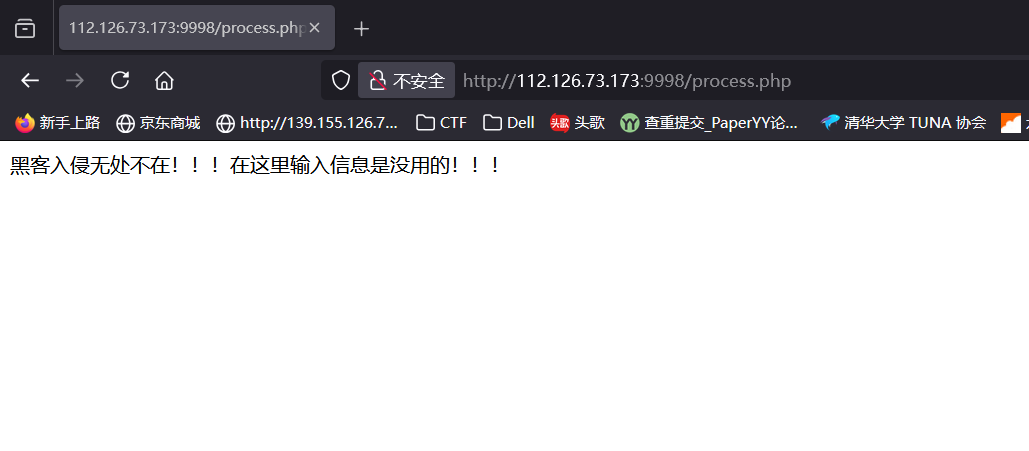 112.126.73.173:9998/process.php
不安全
http://112.126.73.173:9998/process.php
新手上路
京东商城
http://139.155.126.7...
CTF
Dell
头歌
头歌
查重提交_PaperYY论...
清华大学 TUNA 协会
黑客入侵无处不在！！！在这里输入信息是没用的！！！